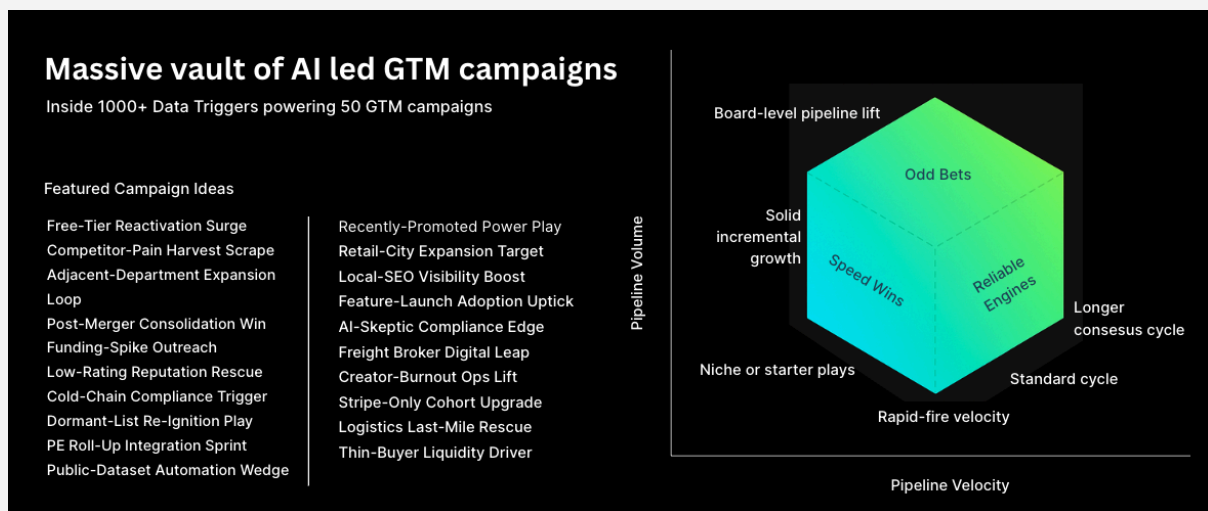 Massive vault of AI led GTM campaigns
Inside 1000+ Data Triggers powering 50 GTM campaigns
Featured Campaign Ideas
Free-Tier Reactivation Surge
Competitor-Pain Harvest Scrape
Adjacent-Department Expansion
Loop
Post-Merger Consolidation Win
Funding-Spike Outreach
Low-Rating Reputation Rescue
Cold-Chain Compliance Trigger
Dormant-List Re-Ignition Play
PE Roll-Up Integration Sprint
Public-Dataset Automation Wedge
Recently-Promoted Power Play
Retail-City Expansion Target
Local-SEO Visibility Boost
Feature-Launch Adoption Uptick
AI-Skeptic Compliance Edge
Freight Broker Digital Leap
Creator-Burnout Ops Lift
Stripe-Only Cohort Upgrade
Logistics Last-Mile Rescue
Thin-Buyer Liquidity Driver
Pipeline Volume
Board-level pipeline lift
Solid
incremental
growth
Niche or starter plays
Odd Bets
Speed Wins
Reliable
Engines
Longer
consesus cycle
Standard cycle
Rapid-fire velocity
Pipeline Velocity